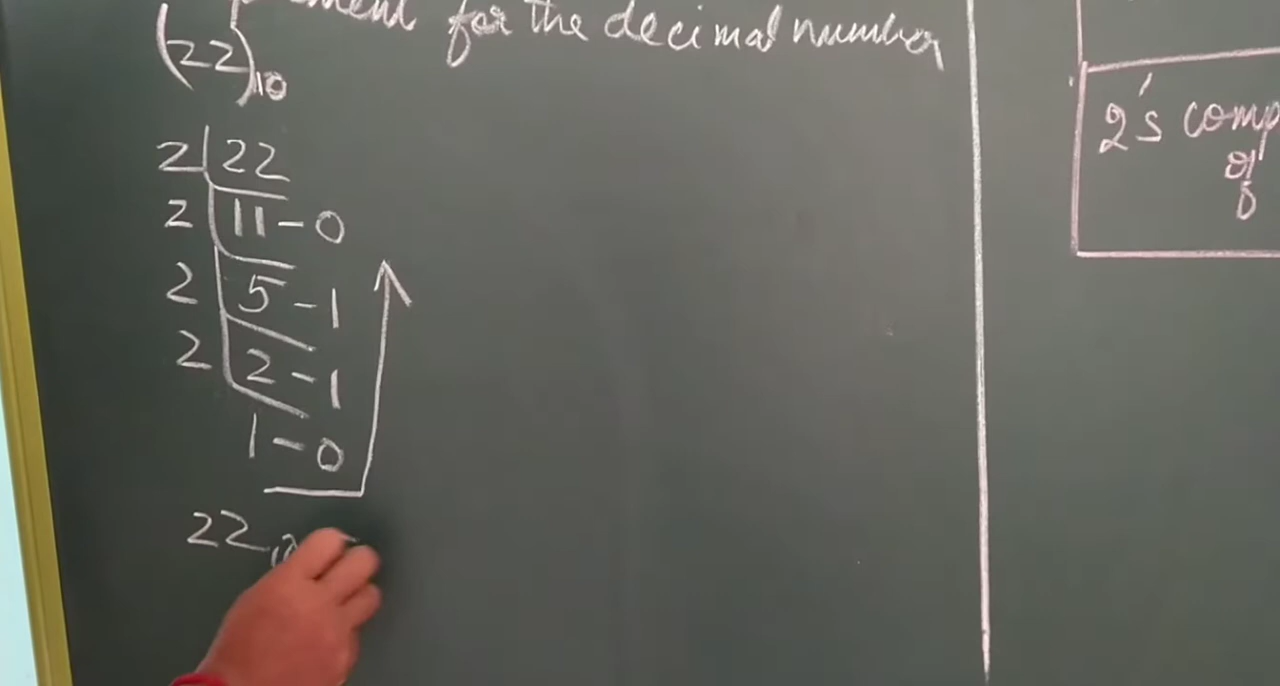 for the decimal number
(22)10
2 22
2 11 - 0
2 5 - 1
2 2 - 1
1 - 0
22
2's comp
of